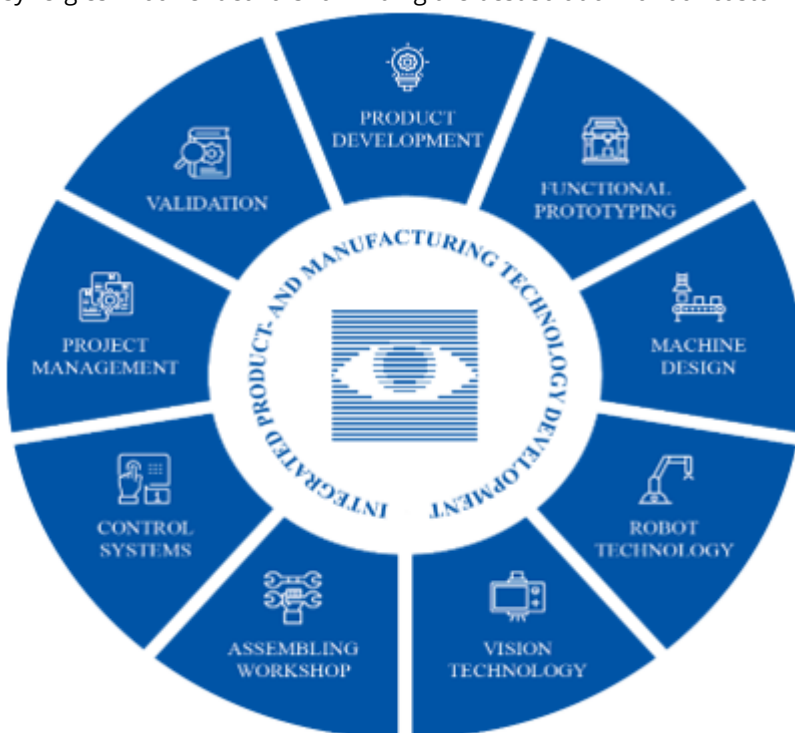 PRODUCT
DEVELOPMENT
FUNCTIONAL
PROTOTYPING
MACHINE
DESIGN
ROBOT
TECHNOLOGY
VISION
TECHNOLOGY
ASSEMBLING
WORKSHOP
CONTROL
SYSTEMS
PROJECT
MANAGEMENT
VALIDATION
INTEGRATED PRODUCT- AND MANUFACTURING TECHNOLOGY DEVELOPMENT